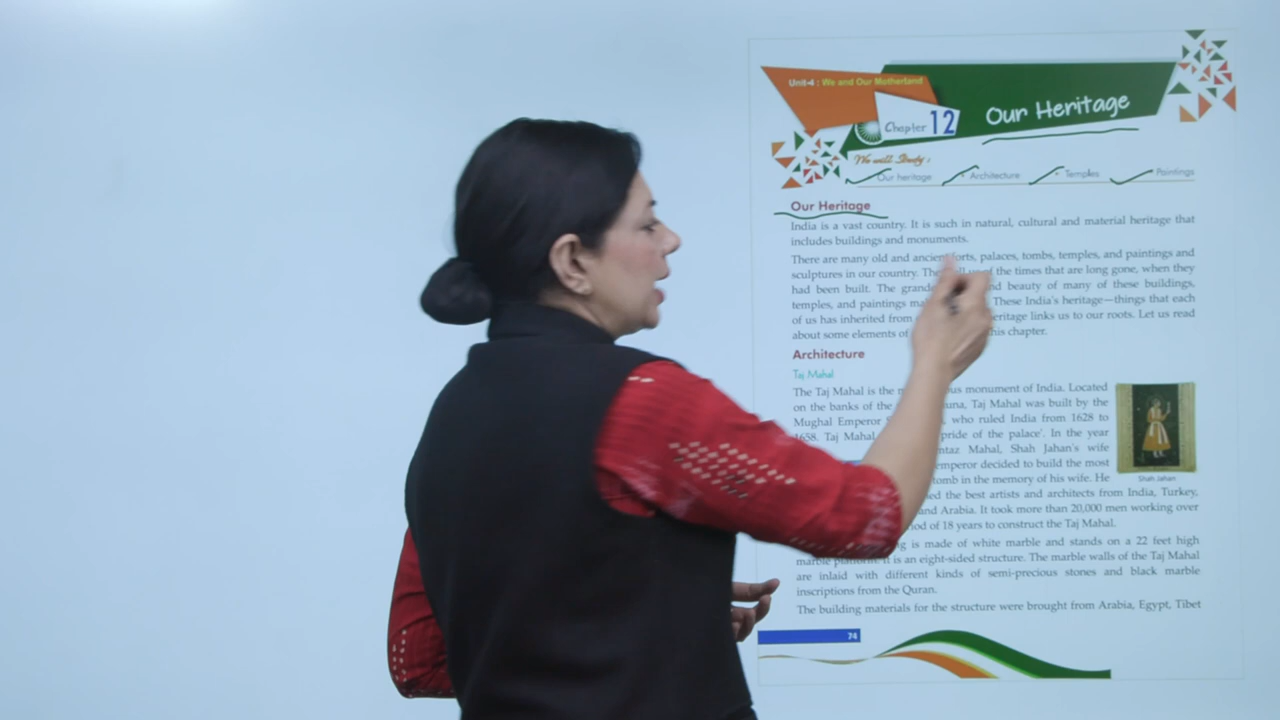 Unit-4 : We and Our Motherland
Chapter 12
Our Heritage
We will Study :
Our heritage • Architecture • Temples Paintings
Our Heritage
India is a vast country. It is such in natural, cultural and material heritage that
includes buildings and monuments.
There are many old and ancient forts, palaces, tombs, temples, and paintings and
sculptures in our country. They tell us of the times that are long gone, when they
had been built. The and beauty of many of these buildings,
temples, and paintings These India's heritage—things that each
of us has inherited from heritage links us to our roots. Let us read
about some elements of this chapter.
Architecture
Taj Mahal
The Taj Mahal is the monument of India. Located
on the banks of the Taj Mahal was built by the
Mughal Emperor who ruled India from 1628 to
1658. Taj Mahal pride of the palace'. In the year
Mahal, Shah Jahan's wife
emperor decided to build the most
tomb in the memory of his wife. He
the best artists and architects from India, Turkey,
and Arabia. It took more than 20,000 men working over
of 18 years to construct the Taj Mahal.
is made of white marble and stands on a 22 feet high
marble platform. It is an eight-sided structure. The marble walls of the Taj Mahal
are inlaid with different kinds of semi-precious stones and black marble
inscriptions from the Quran.
The building materials for the structure were brought from Arabia, Egypt, Tibet
Shah Jahan
74